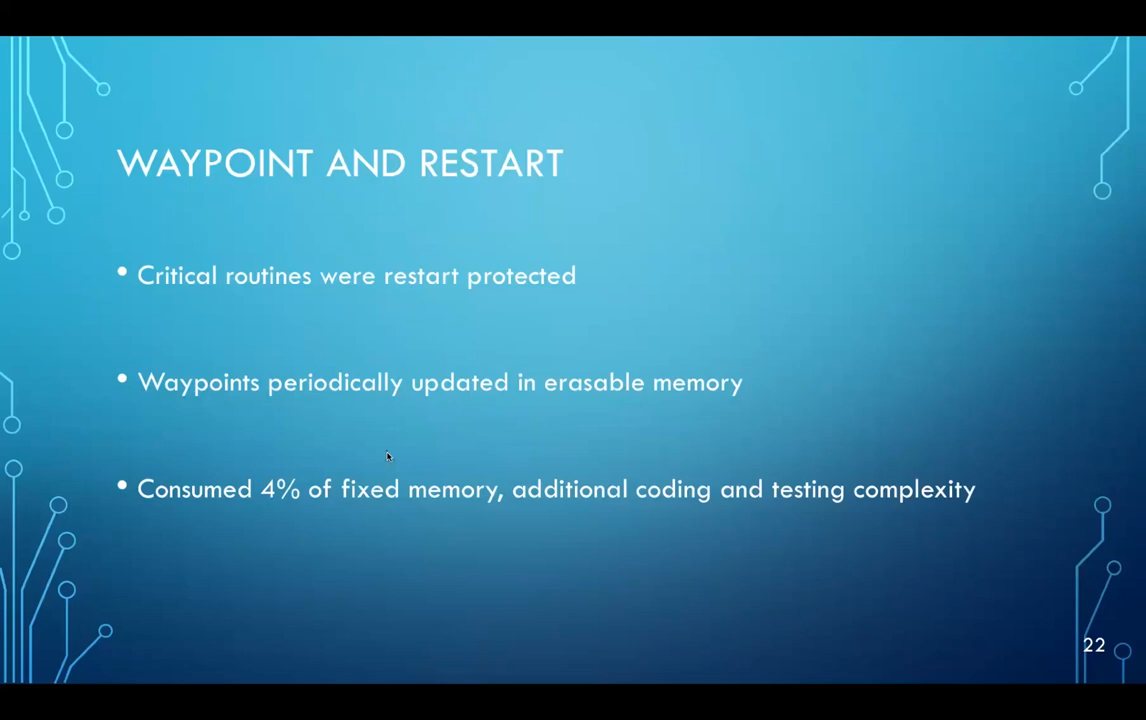 WAYPOINT AND RESTART
• Critical routines were restart protected
• Waypoints periodically updated in erasable memory
• Consumed 4% of fixed memory, additional coding and testing complexity
22